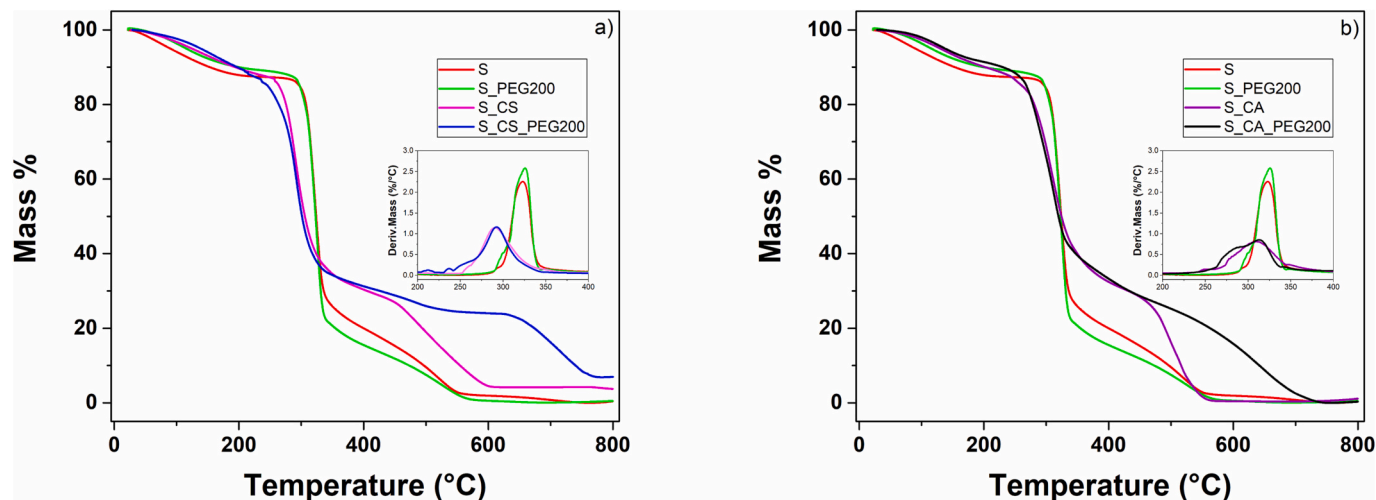 a)
Mass %
100
80
60
40
20
0
S
S_PEG200
S_CS
S_CS_PEG200
Deriv.Mass (%/°C)
3.0
2.5
2.0
1.5
1.0
0.5
0.0
200 250 300 350 400
0 200 400 600 800
Temperature (°C)
b)
Mass %
100
80
60
40
20
0
S
S_PEG200
S_CA
S_CA_PEG200
Deriv.Mass (%/°C)
3.0
2.5
2.0
1.5
1.0
0.5
0.0
200 250 300 350 400
0 200 400 600 800
Temperature (°C)